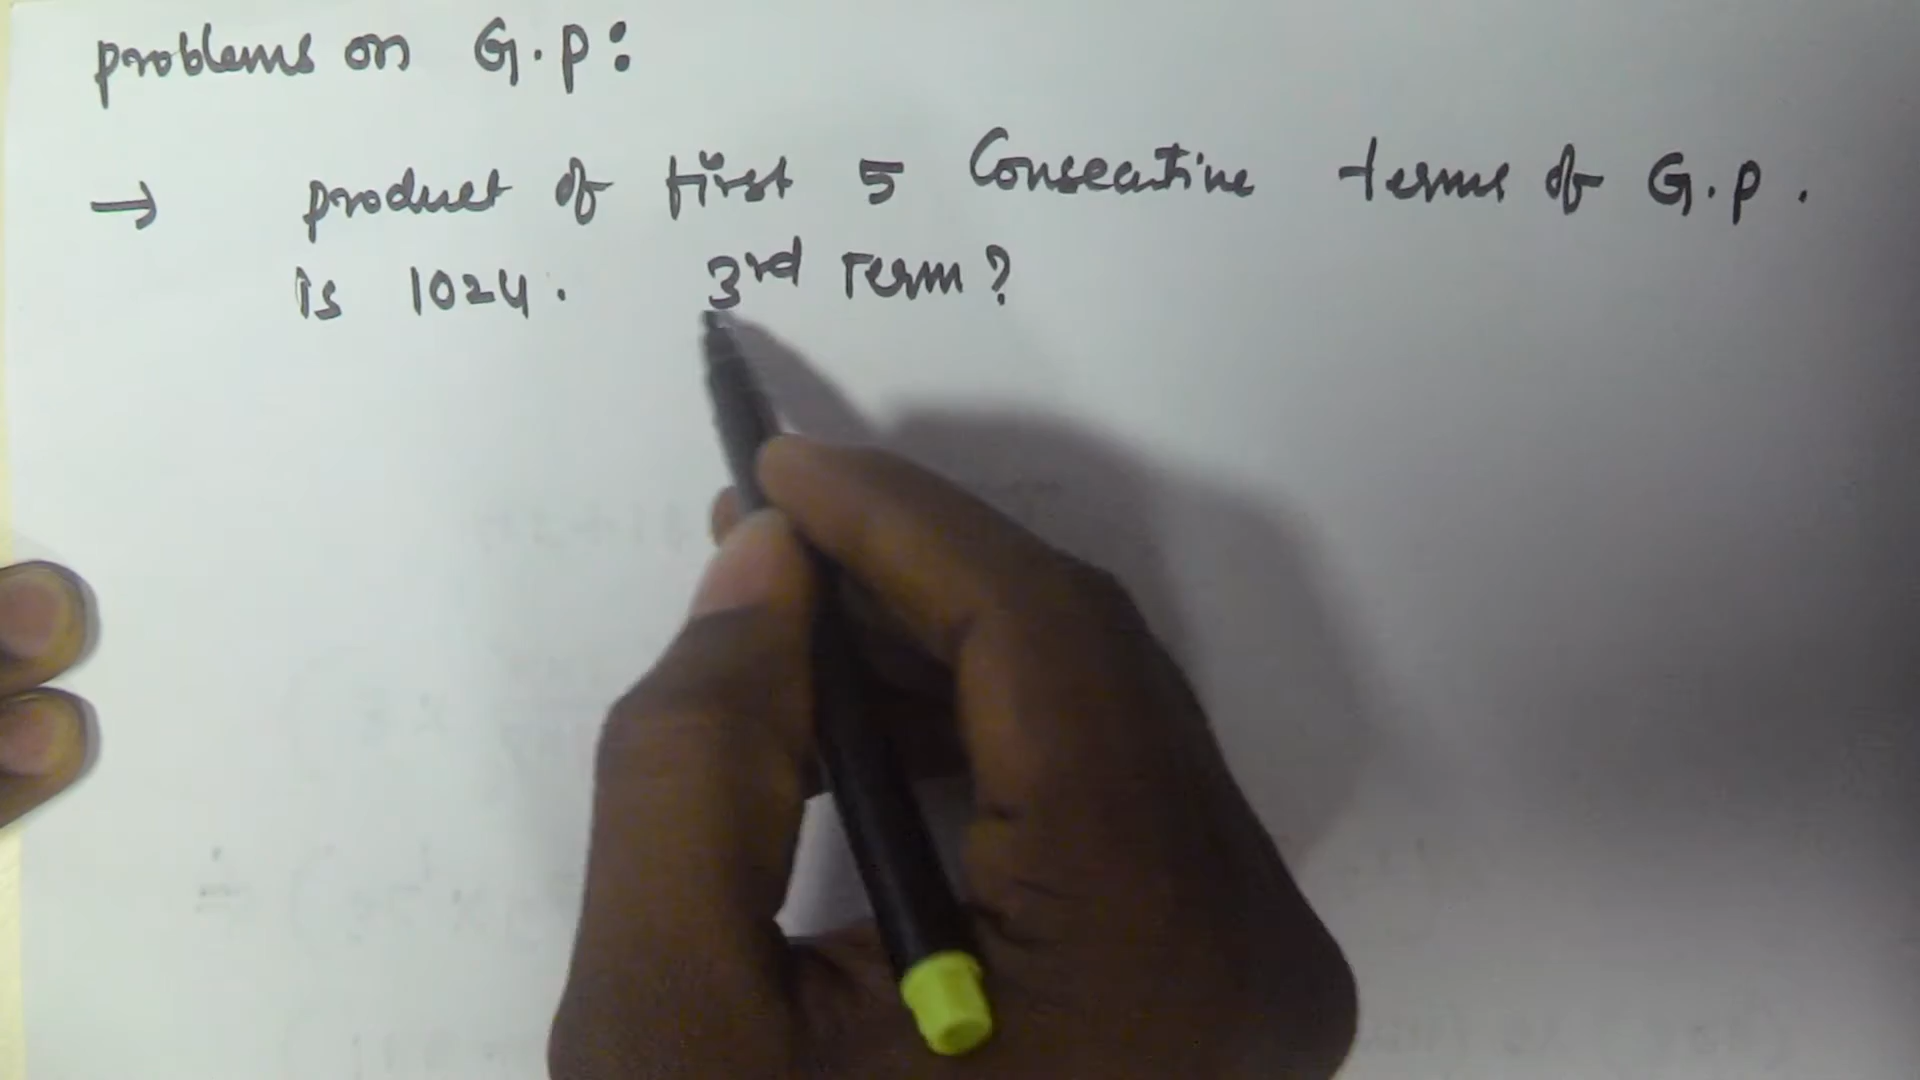 problems on G.P:
→ product of first 5 Consecutive terms of G.P.
is 1024. 3rd Term?